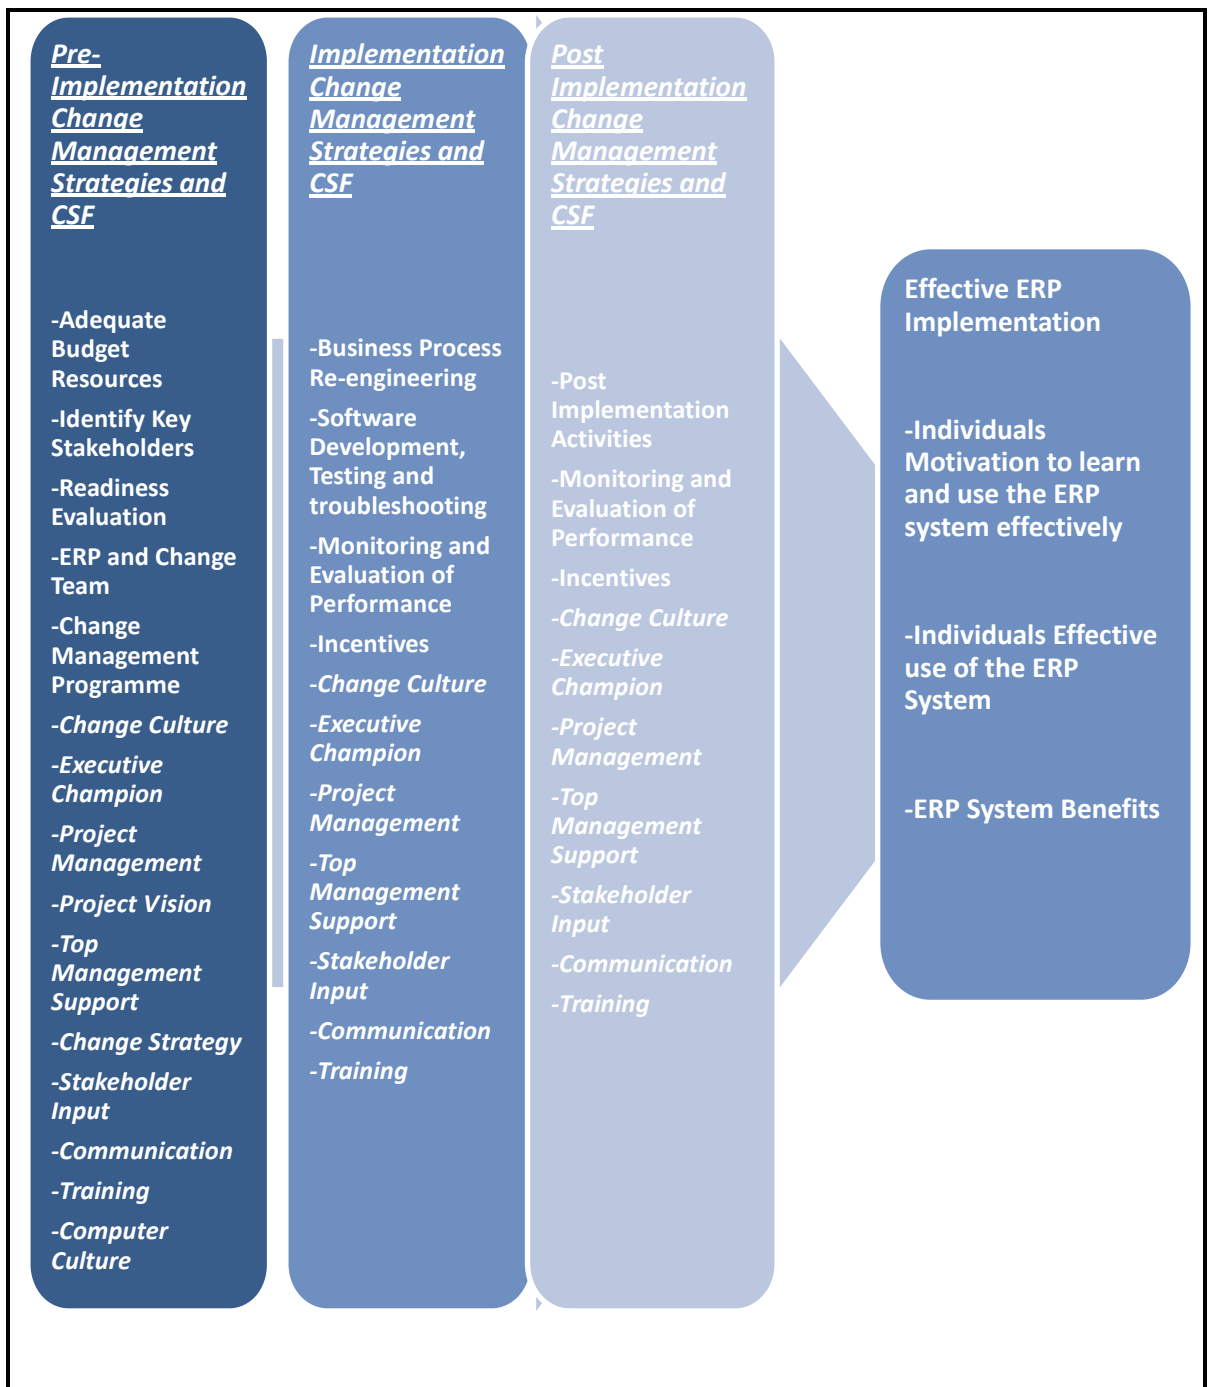 Pre-
Implementation
Change
Management
Strategies and
CSF
-Adequate
Budget
Resources
-Identify Key
Stakeholders
-Readiness
Evaluation
-ERP and Change
Team
-Change
Management
Programme
-Change Culture
-Executive
Champion
-Project
Management
-Project Vision
-Top
Management
Support
-Change Strategy
-Stakeholder
Input
-Communication
-Training
-Computer
Culture
Implementation
Change
Management
Strategies and
CSF
-Business Process
Re-engineering
-Software
Development,
Testing and
troubleshooting
-Monitoring and
Evaluation of
Performance
-Incentives
-Change Culture
-Executive
Champion
-Project
Management
-Top
Management
Support
-Stakeholder
Input
-Communication
-Training
Post
Implementation
Change
Management
Strategies and
CSF
-Post
Implementation
Activities
-Monitoring and
Evaluation of
Performance
-Incentives
-Change Culture
-Executive
Champion
-Project
Management
-Top
Management
Support
-Stakeholder
Input
-Communication
-Training
Effective ERP
Implementation
-Individuals
Motivation to learn
and use the ERP
system effectively
-Individuals Effective
use of the ERP
System
-ERP System Benefits